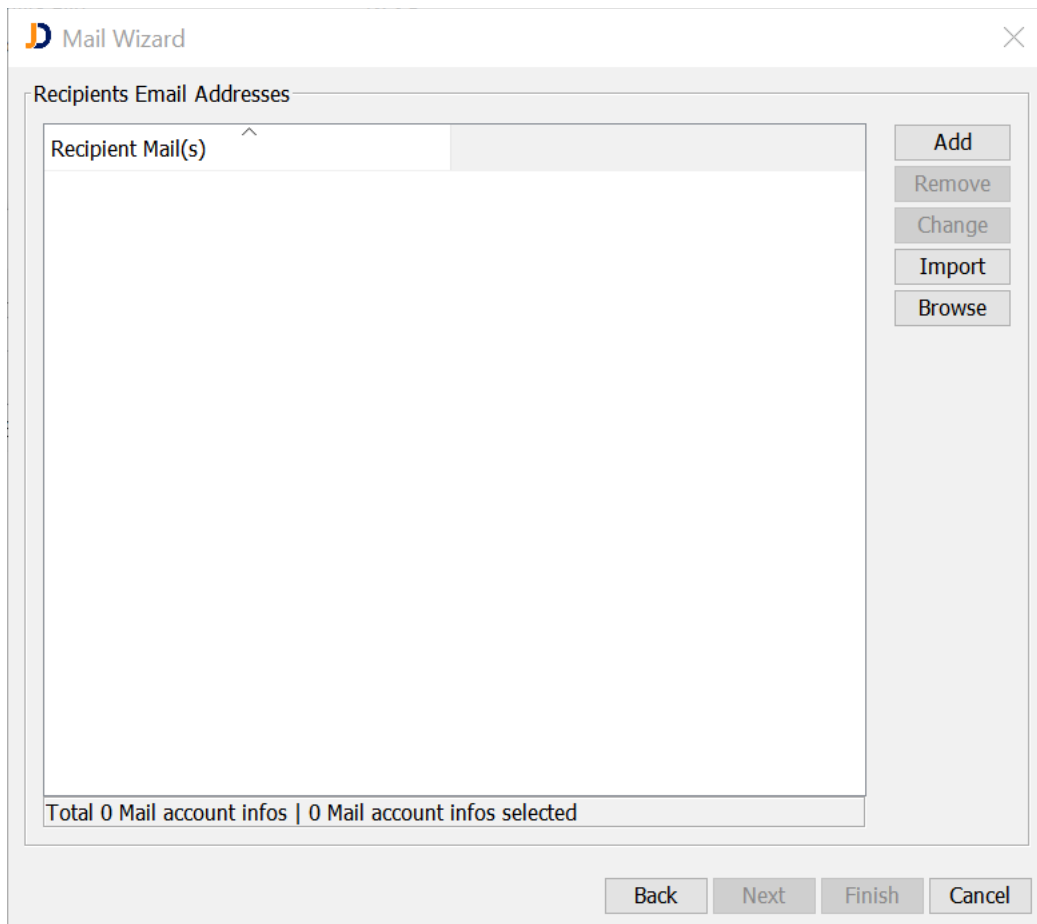 JD Mail Wizard
Recipients Email Addresses
Recipient Mail(s)
Add
Remove
Change
Import
Browse
Total 0 Mail account infos | 0 Mail account infos selected
Back Next Finish Cancel